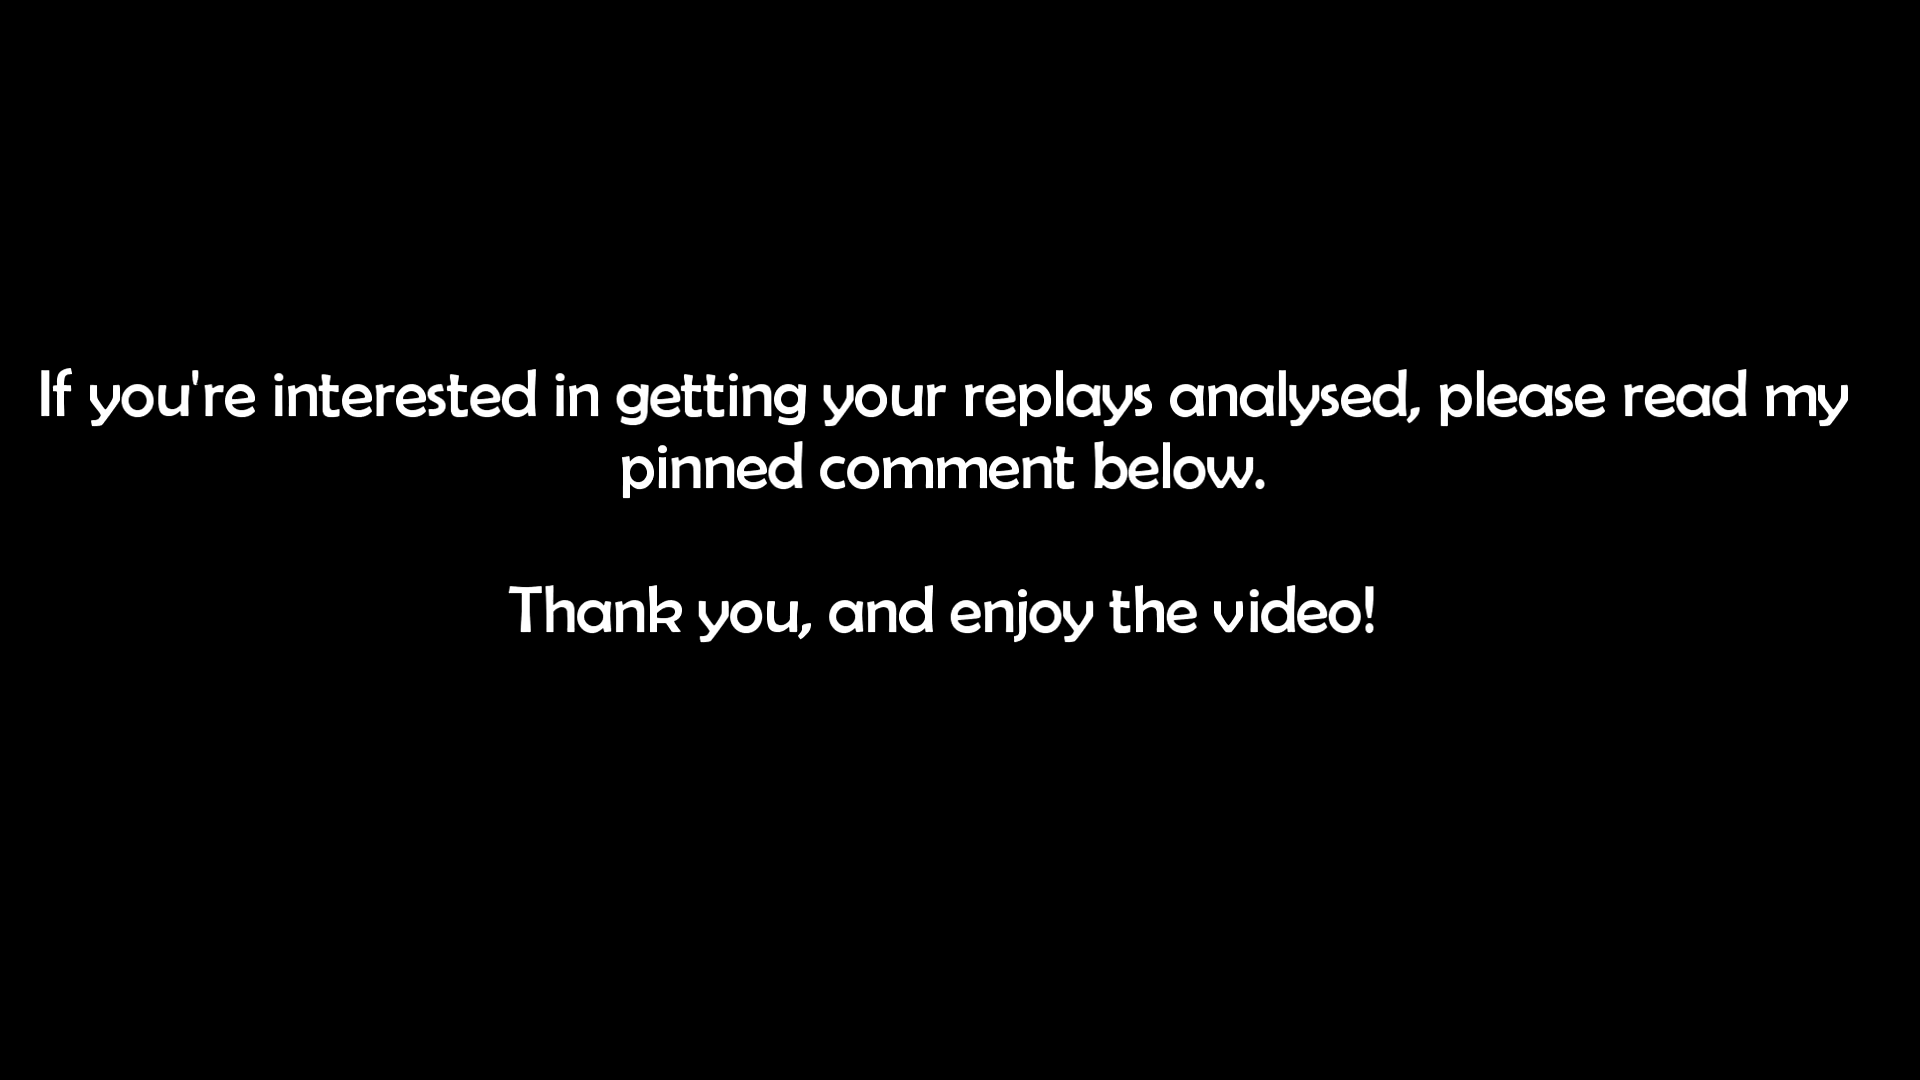 If you're interested in getting your replays analysed, please read my
pinned comment below.
Thank you, and enjoy the video!